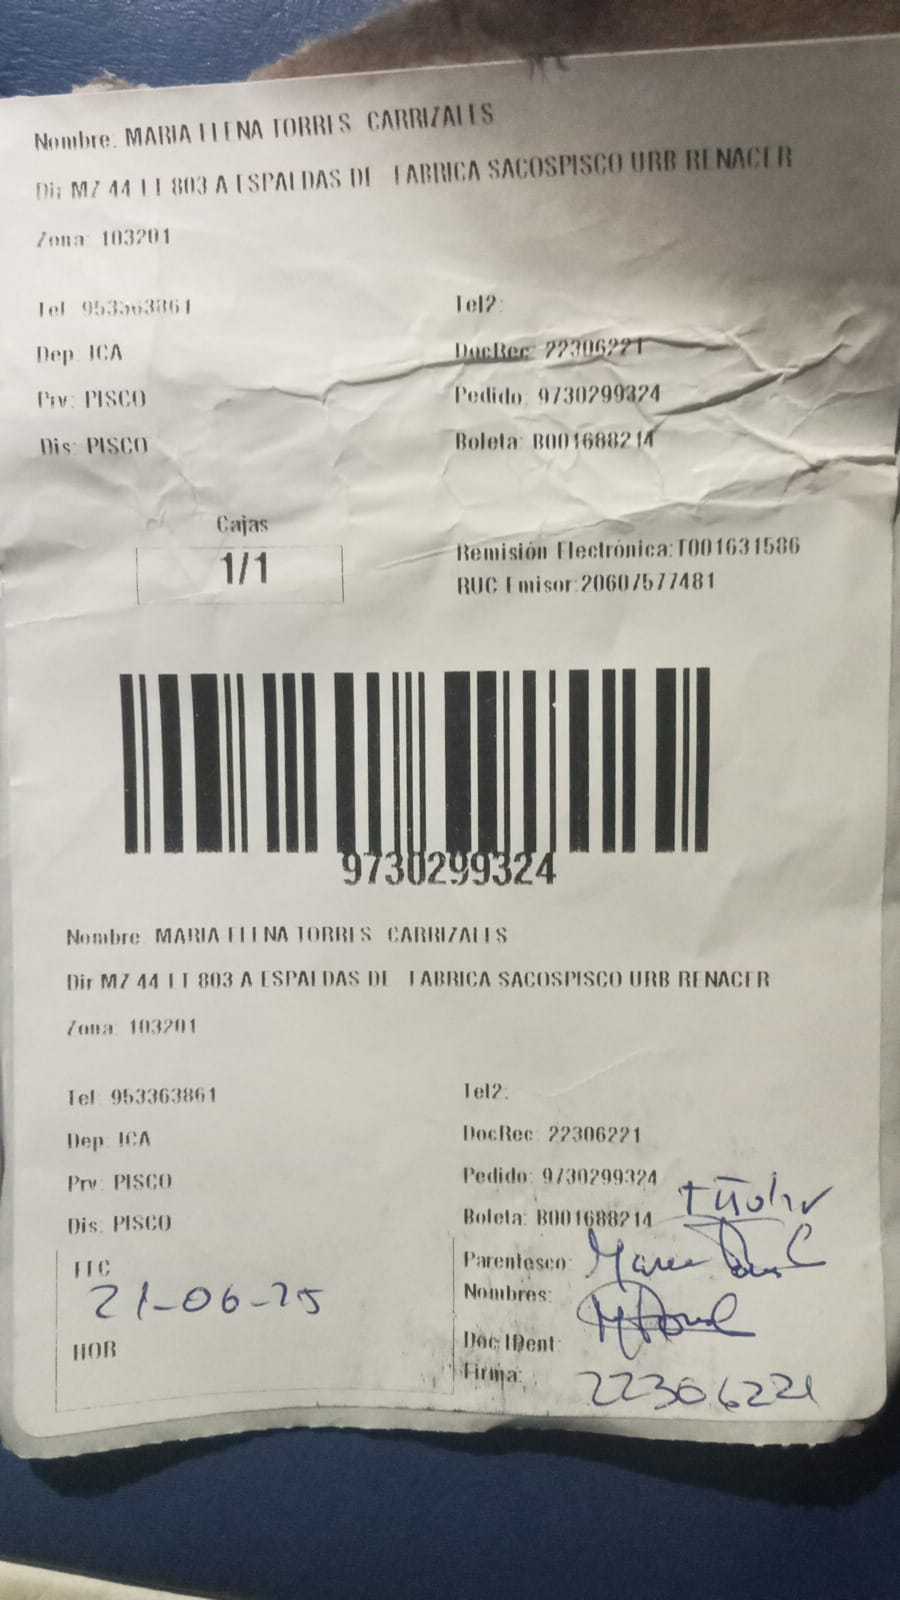 Nombre: MARIA ELENA TORRES CARRIZALES
Dir MZ 44 LT 803 A ESPALDAS DE FABRICA SACOSPISCO URB RENACER
Zona: 103201
Tel: 953363861 Tel2:
Dep: ICA DocRec: 22306221
Prv: PISCO Pedido: 9730299324
Dis: PISCO Boleta: B001688214
Cajas
1/1
Remisión Electrónica:T001631586
RUC Emisor:20607577481
9730299324
Nombre: MARIA ELENA TORRES CARRIZALES
Dir MZ 44 LT 803 A ESPALDAS DE FABRICA SACOSPISCO URB RENACER
Zona: 103201
Tel: 953363861 Tel2:
Dep: ICA DocRec: 22306221
Prv: PISCO Pedido: 9730299324
Dis: PISCO Boleta: B001688214
titular
FEC
21-06-25
HOR
Parentesco:
Nombres:
Doc IDent:
Firma:
22306221